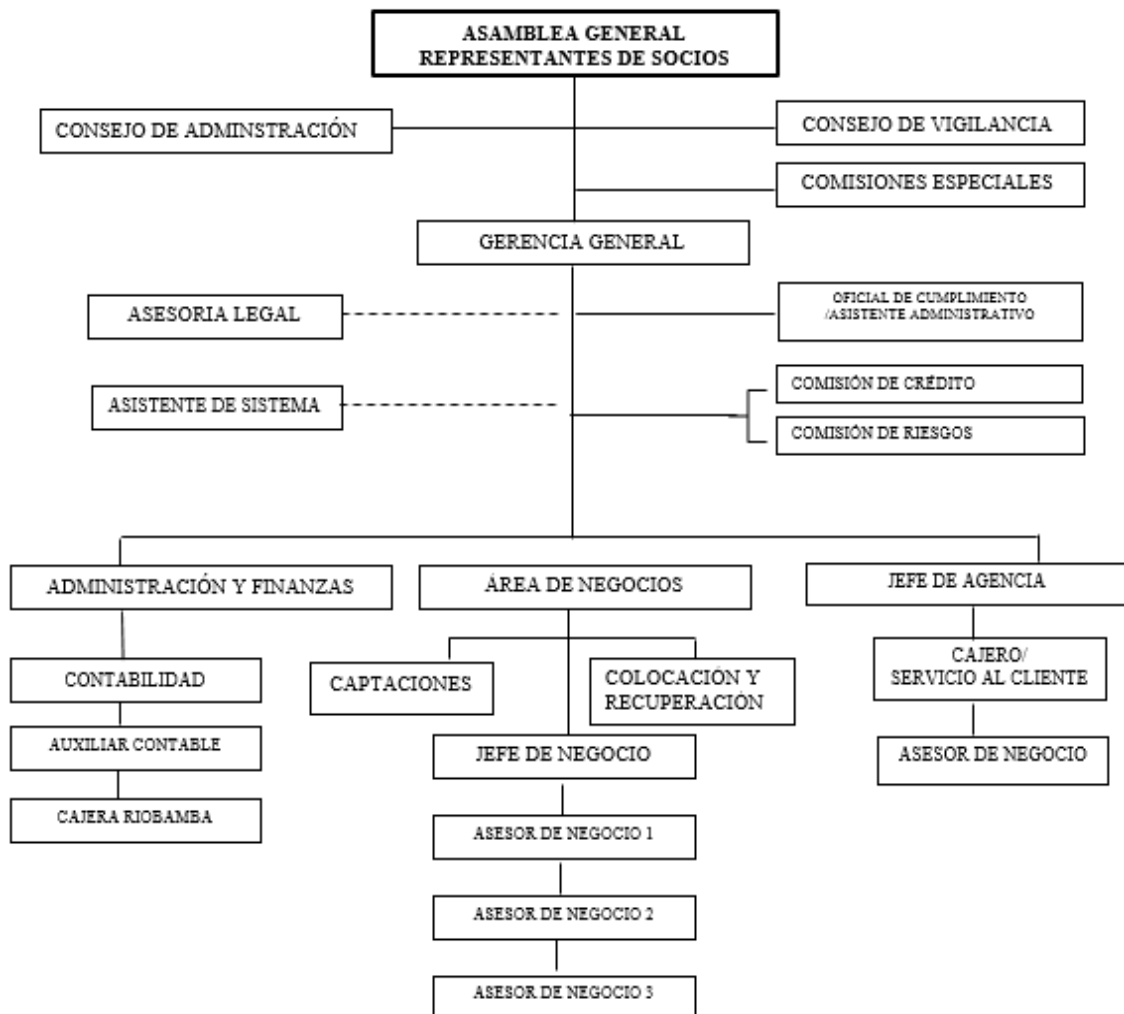 ASAMBLEA GENERAL
REPRESENTANTES DE SOCIOS
CONSEJO DE ADMINSTRACIÓN
CONSEJO DE VIGILANCIA
COMISIONES ESPECIALES
GERENCIA GENERAL
ASESORIA LEGAL
OFICIAL DE CUMPLIMIENTO
/ASISTENTE ADMINISTRATIVO
ASISTENTE DE SISTEMA
COMISIÓN DE CRÉDITO
COMISIÓN DE RIESGOS
ADMINISTRACIÓN Y FINANZAS
ÁREA DE NEGOCIOS
JEFE DE AGENCIA
CONTABILIDAD
CAPTACIONES
COLOCACIÓN Y
RECUPERACIÓN
CAJERO/
SERVICIO AL CLIENTE
AUXILIAR CONTABLE
JEFE DE NEGOCIO
ASESOR DE NEGOCIO
CAJERA RIOBAMBA
ASESOR DE NEGOCIO 1
ASESOR DE NEGOCIO 2
ASESOR DE NEGOCIO 3